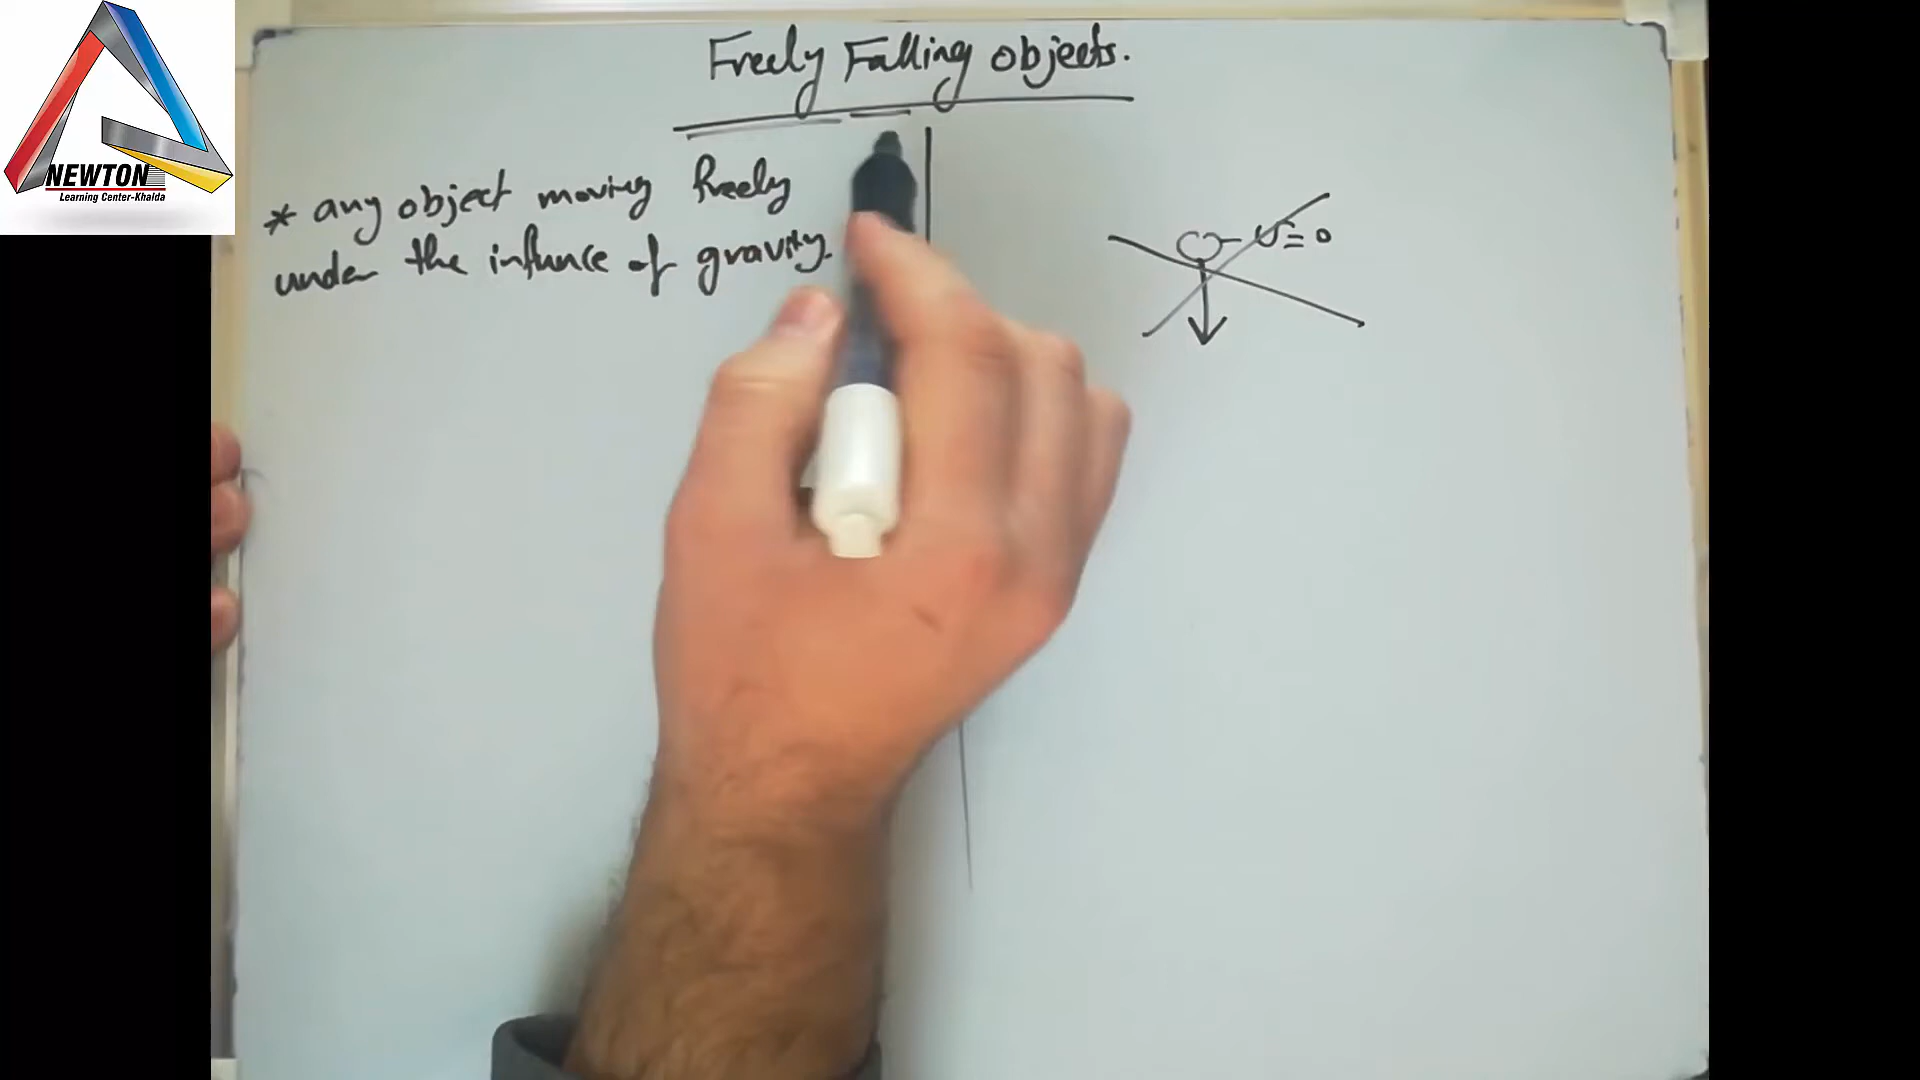 NEWTON
Learning Center-Khalda
Freely Falling objects.
* any object moving freely
under the influnce of gravity.
v = 0